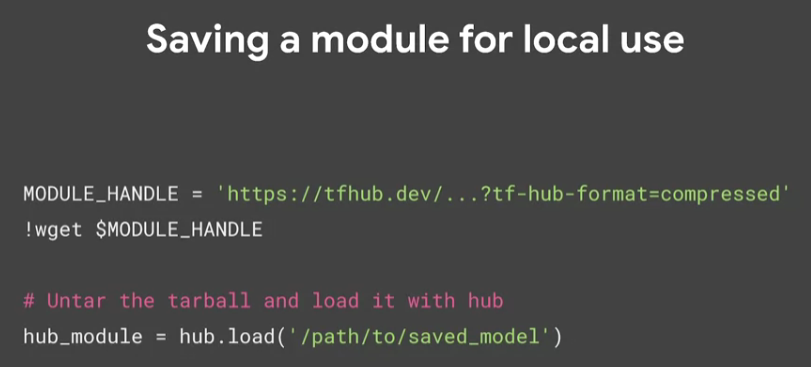 Saving a module for local use
MODULE_HANDLE = 'https://tfhub.dev/...?tf-hub-format=compressed'
!wget $MODULE_HANDLE
# Untar the tarball and load it with hub
hub_module = hub.load('/path/to/saved_model')